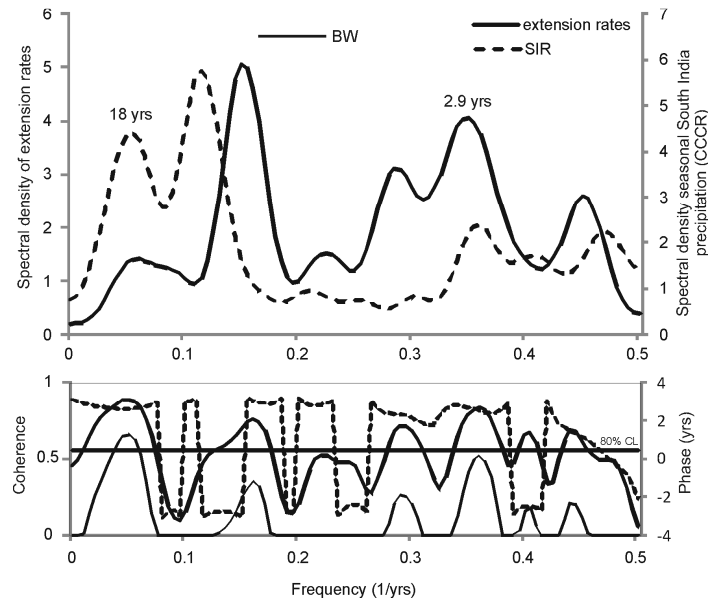 BW
extension rates
SIR
18 yrs
2.9 yrs
Spectral density of extension rates
6
5
4
3
2
1
0
Spectral density seasonal South India
precipitation (CCCR)
7
6
5
4
3
2
1
0
0 0.1 0.2 0.3 0.4 0.5
Coherence
1
0.5
0
80% CL
Phase (yrs)
4
2
0
-2
-4
0 0.1 0.2 0.3 0.4 0.5
Frequency (1/yrs)